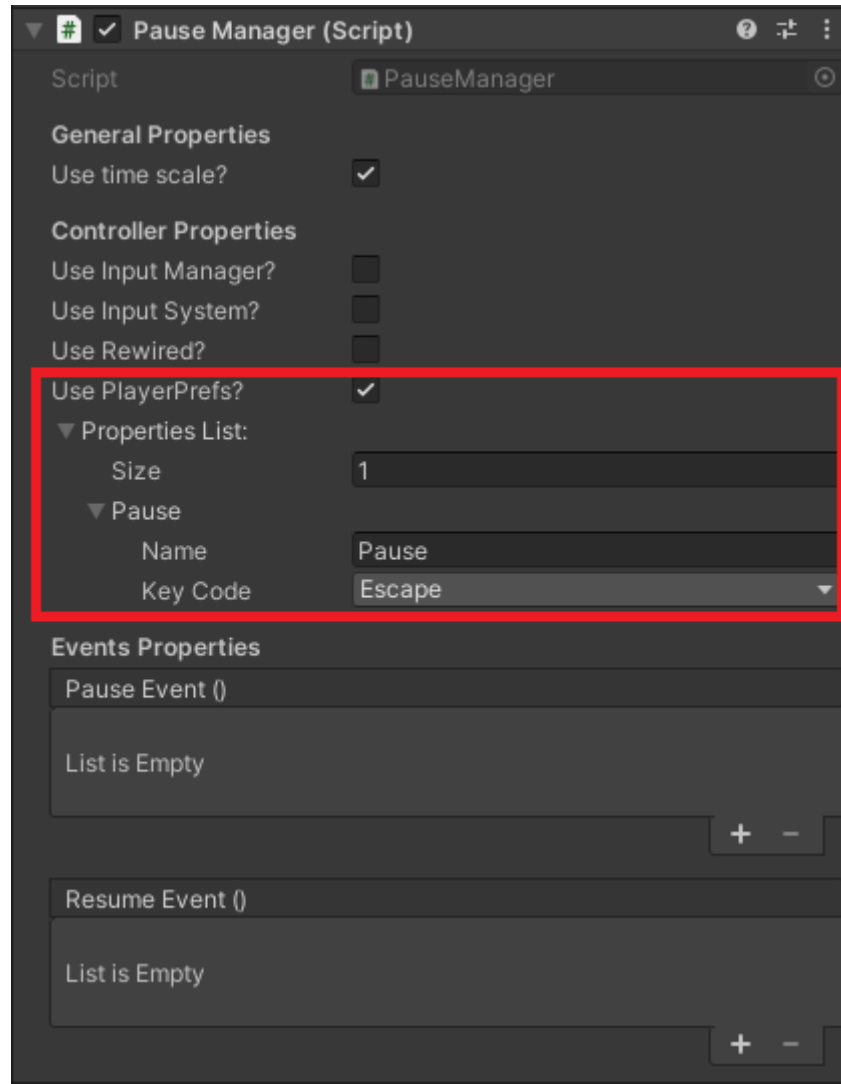 # Pause Manager (Script)
Script PauseManager
General Properties
Use time scale?
Controller Properties
Use Input Manager?
Use Input System?
Use Rewired?
Use PlayerPrefs?
Properties List:
Size 1
Pause
Name Pause
Key Code Escape
Events Properties
Pause Event ()
List is Empty
+ −
Resume Event ()
List is Empty
+ −